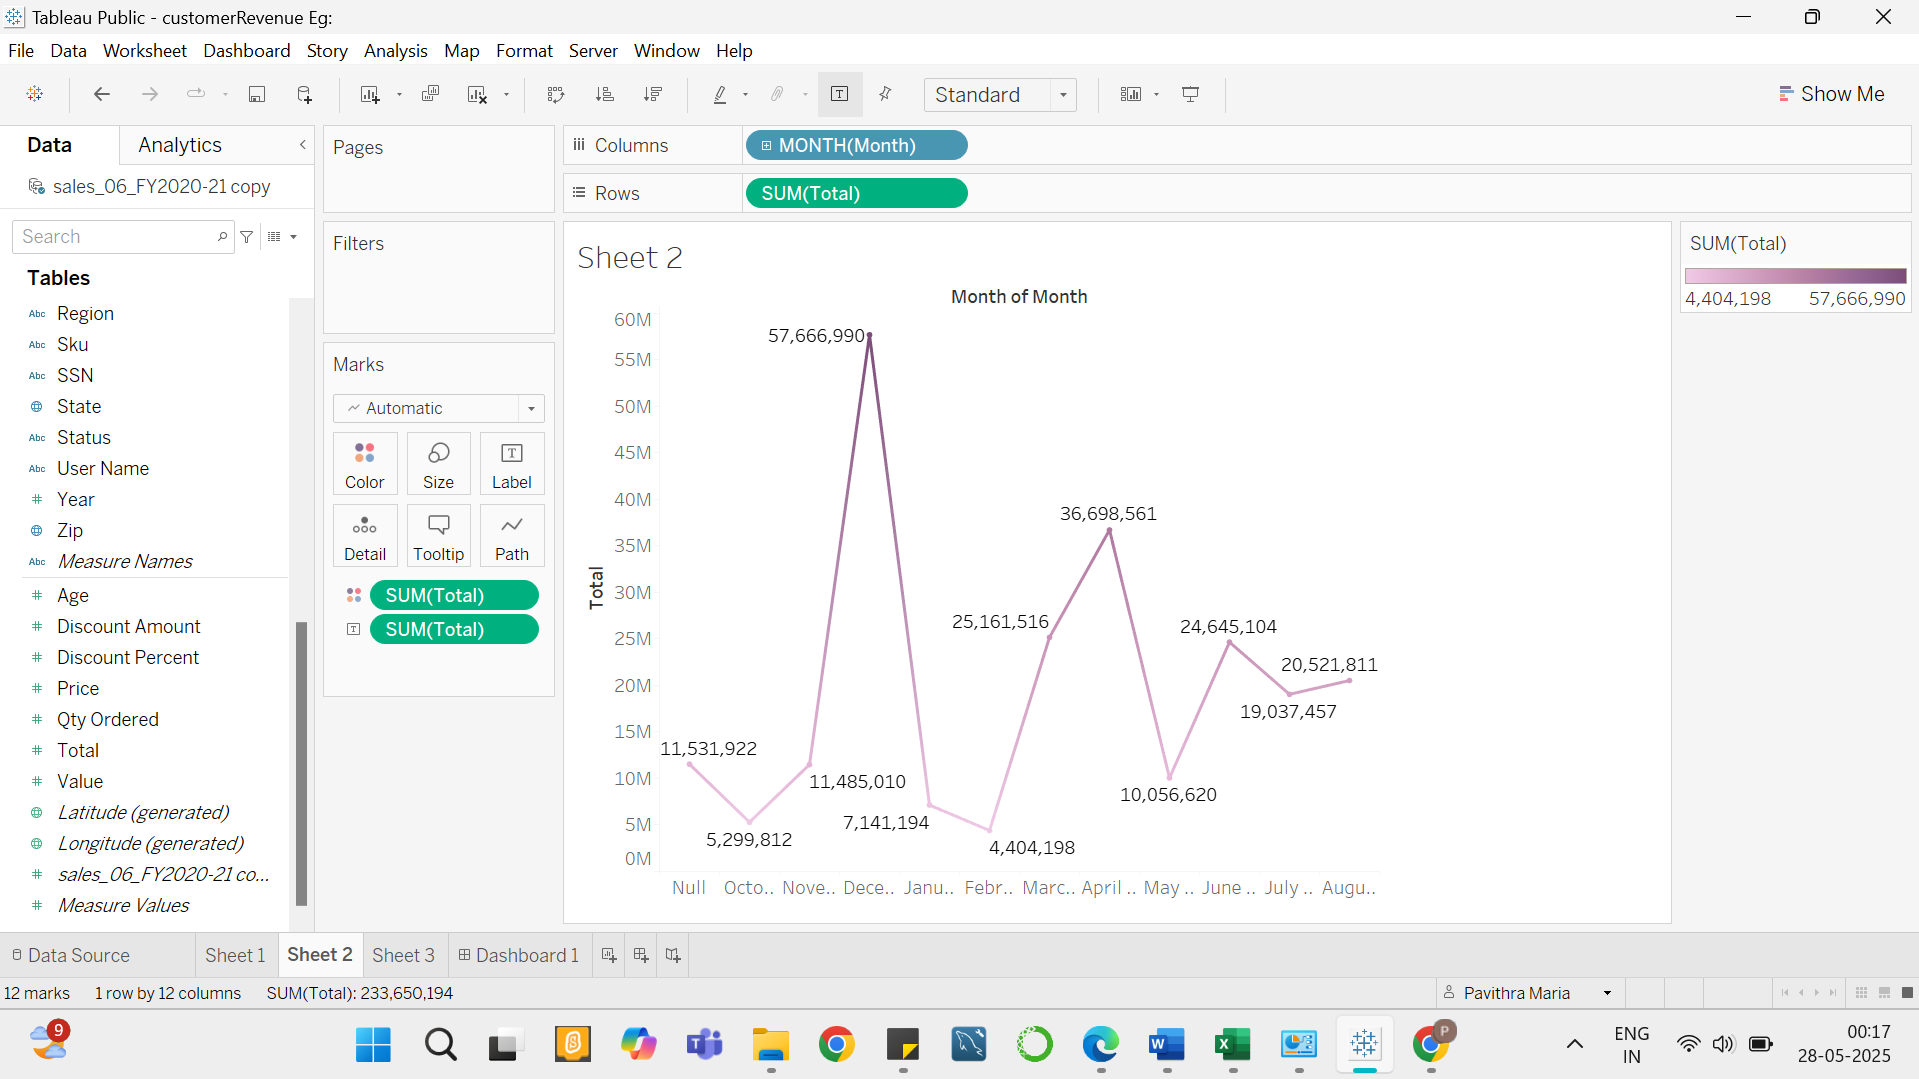 Tableau Public - customerRevenue Eg:
File Data Worksheet Dashboard Story Analysis Map Format Server Window Help
Standard
Show Me
Data
Analytics
sales_06_FY2020-21 copy
Search
Tables
Abc Region
Abc Sku
Abc SSN
State
Abc Status
Abc User Name
# Year
Zip
Abc Measure Names
# Age
# Discount Amount
# Discount Percent
# Price
# Qty Ordered
# Total
# Value
Latitude (generated)
Longitude (generated)
# sales_06_FY2020-21 co...
# Measure Values
Pages
Filters
Marks
Automatic
Color Size Label
Detail Tooltip Path
SUM(Total)
T SUM(Total)
Columns MONTH(Month)
Rows SUM(Total)
Sheet 2
Month of Month
Total
60M
55M
50M
45M
40M
35M
30M
25M
20M
15M
10M
5M
0M
57,666,990
36,698,561
25,161,516
24,645,104
20,521,811
19,037,457
11,531,922
11,485,010
10,056,620
7,141,194
5,299,812
4,404,198
Null Octo.. Nove.. Dece.. Janu.. Febr.. Marc.. April .. May .. June .. July .. Augu..
SUM(Total)
4,404,198 57,666,990
Data Source Sheet 1 Sheet 2 Sheet 3 Dashboard 1
12 marks 1 row by 12 columns SUM(Total): 233,650,194
Pavithra Maria
9
P
ENG
IN
00:17
28-05-2025